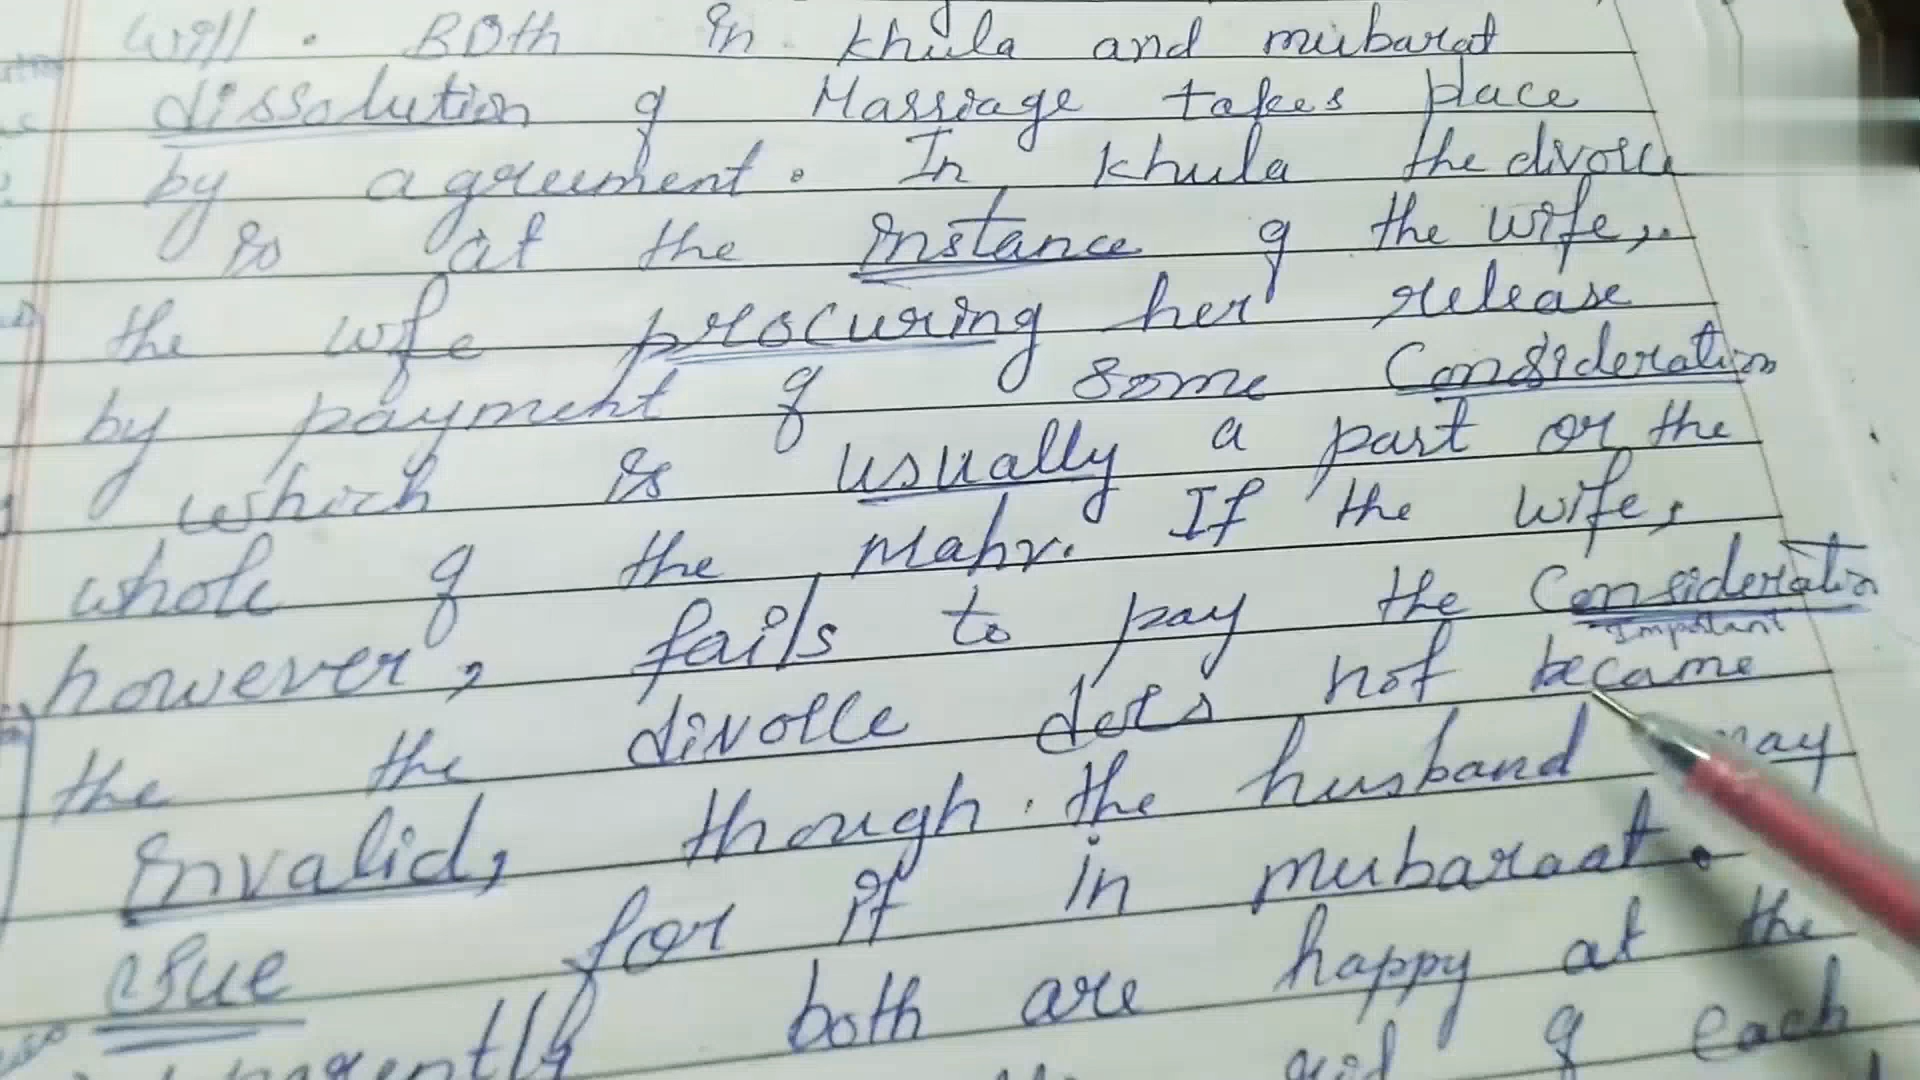 will. Both in khula and mubarat
dissolution of Marriage takes place
by agreement. In khula the divorce
is at the instance of the wife,
the wife procuring her release
by payment of some Consideration
which is usually a part or the
whole of the Mahr. If the wife,
however, fails to pay the Consideration
Important
the the divorce does not became
invalid, though the husband may
sue for it in mubaraat.
both are happy at the
of each